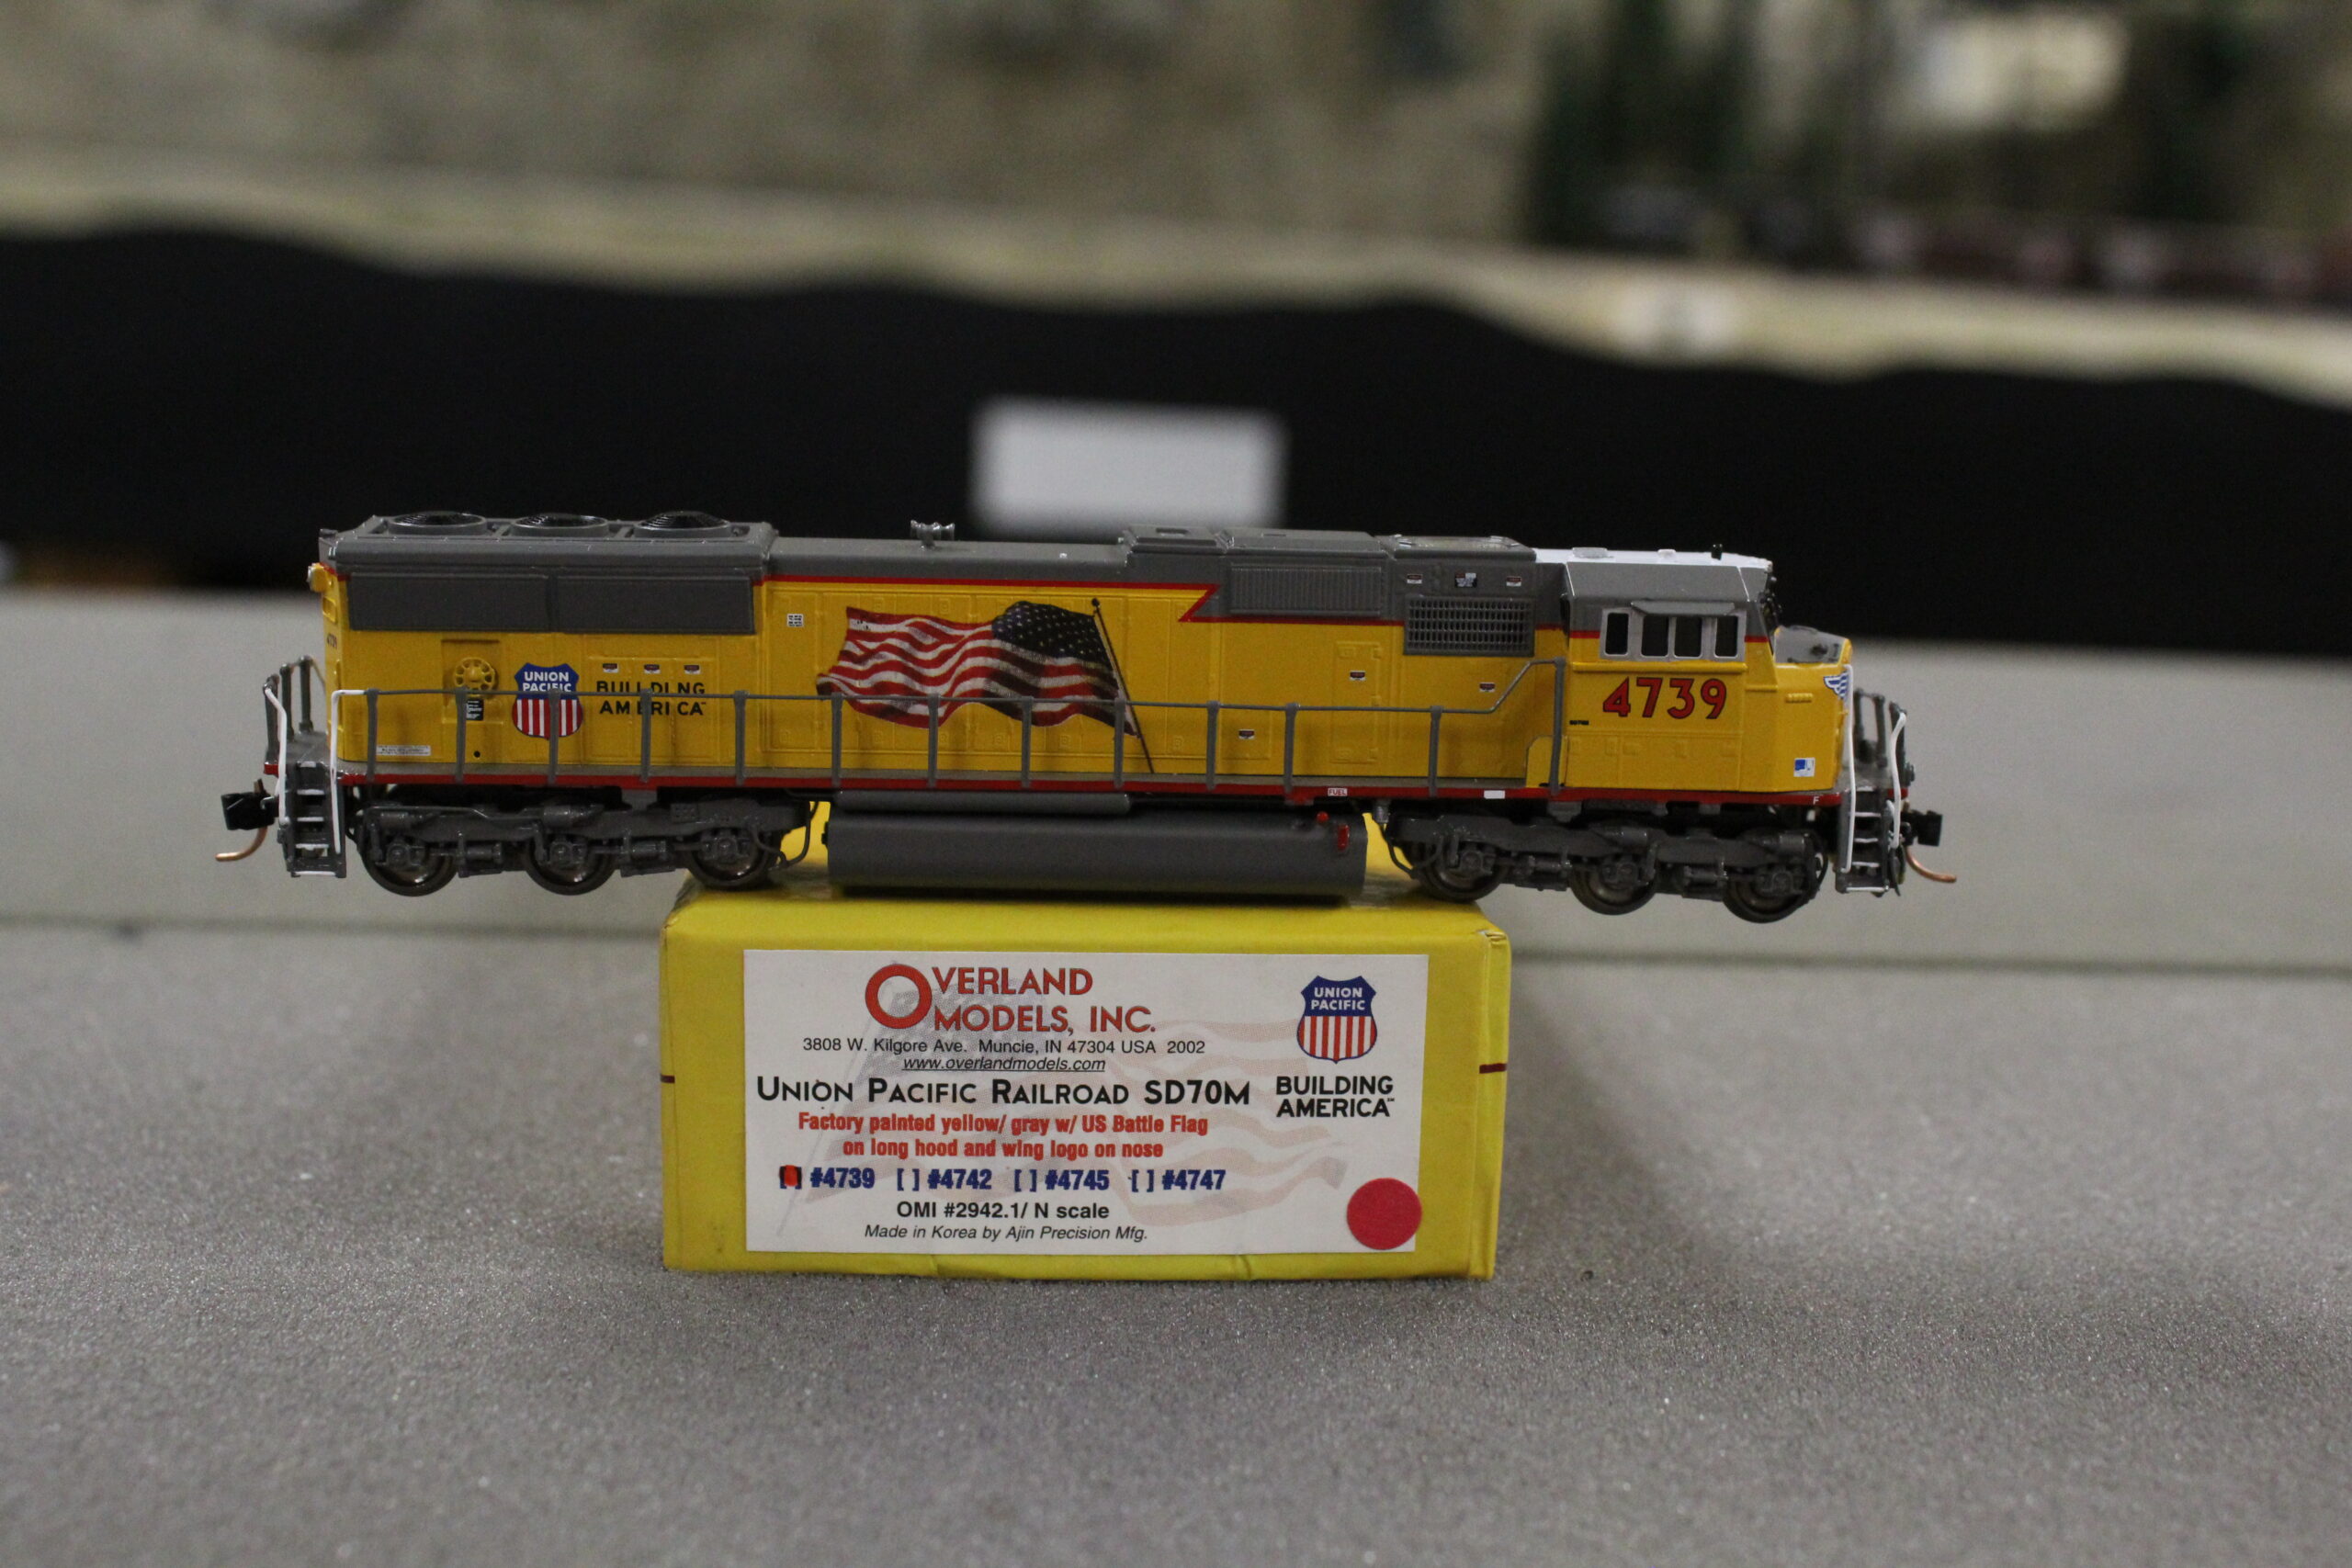 UNION
PACIFIC
BUILDING
AMERICA
4739
FUEL
F
OVERLAND
MODELS, INC.
3808 W. Kilgore Ave. Muncie, IN 47304 USA 2002
www.overlandmodels.com
UNION PACIFIC RAILROAD SD70M
Factory painted yellow/ gray w/ US Battle Flag
on long hood and wing logo on nose
[ ] #4739 [ ] #4742 [ ] #4745 [ ] #4747
OMI #2942.1/ N scale
Made in Korea by Ajin Precision Mfg.
UNION
PACIFIC
BUILDING
AMERICA™